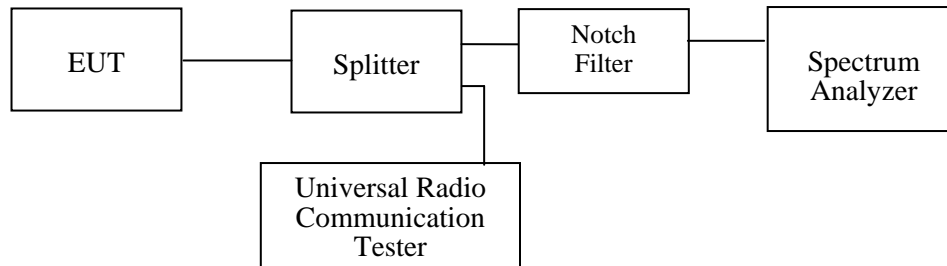 EUT
Splitter
Notch
Filter
Spectrum
Analyzer
Universal Radio
Communication
Tester